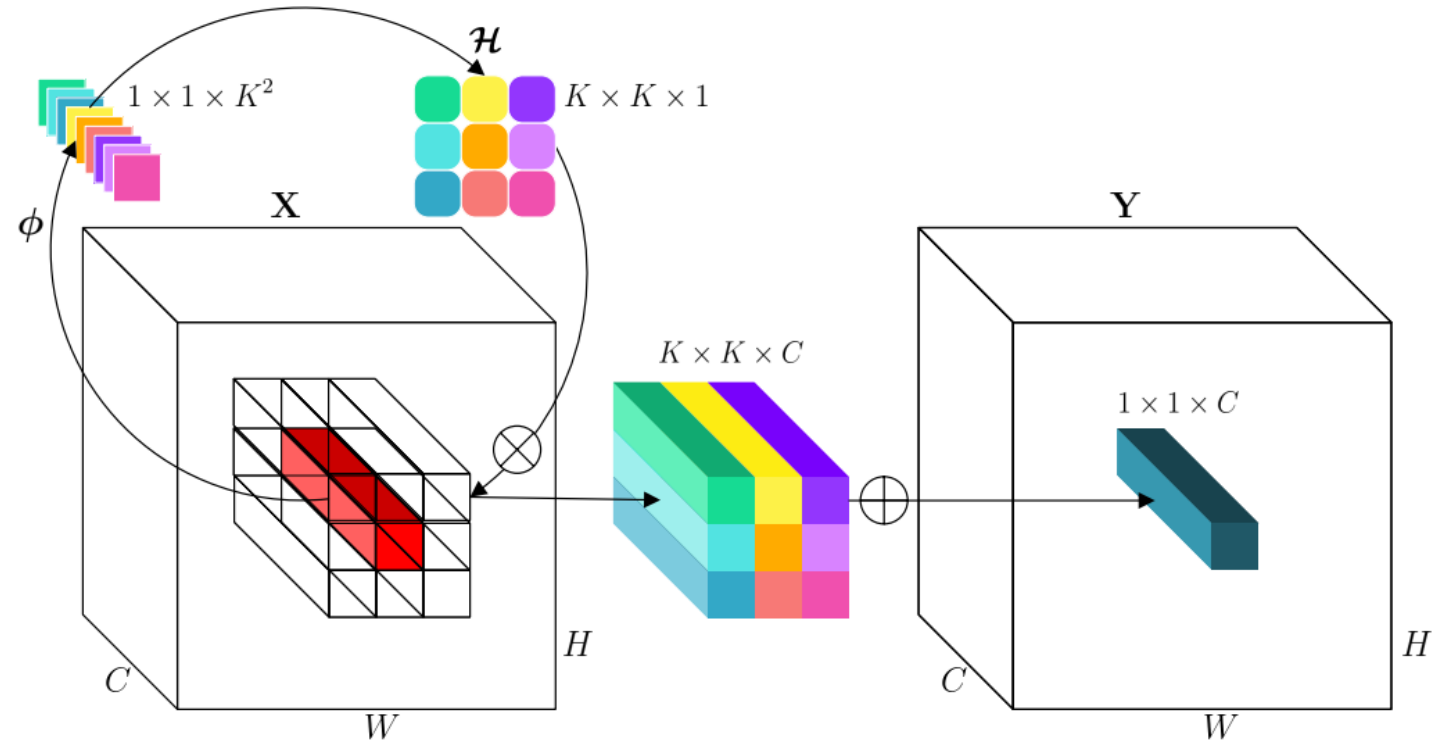 𝓗
1 × 1 × K²
K × K × 1
ϕ
X
Y
K × K × C
1 × 1 × C
H
H
C
C
W
W